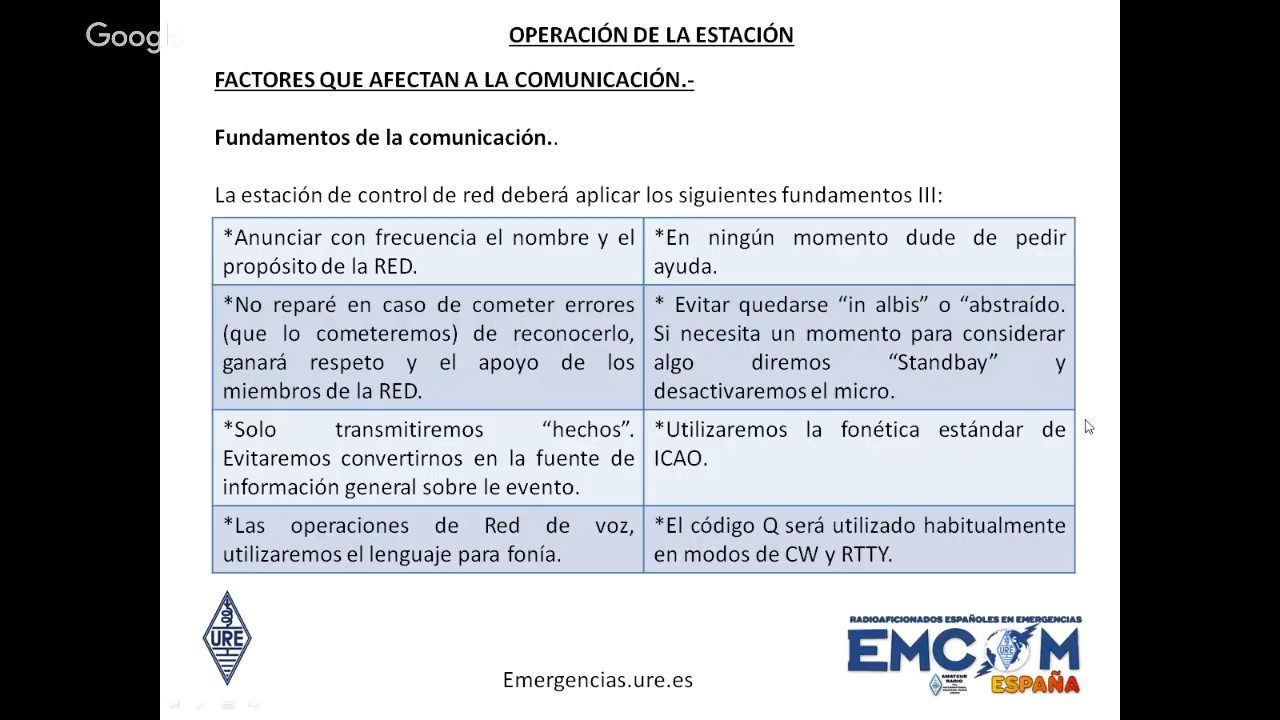 Google
OPERACIÓN DE LA ESTACIÓN
FACTORES QUE AFECTAN A LA COMUNICACIÓN.-
Fundamentos de la comunicación..
La estación de control de red deberá aplicar los siguientes fundamentos III:
*Anunciar con frecuencia el nombre y el
propósito de la RED.
*En ningún momento dude de pedir
ayuda.
*No reparé en caso de cometer errores
(que lo cometeremos) de reconocerlo,
ganará respeto y el apoyo de los
miembros de la RED.
* Evitar quedarse “in albis” o “abstraído.
Si necesita un momento para considerar
algo diremos “Standbay” y
desactivaremos el micro.
*Solo transmitiremos “hechos”.
Evitaremos convertirnos en la fuente de
información general sobre le evento.
*Utilizaremos la fonética estándar de
ICAO.
*Las operaciones de Red de voz,
utilizaremos el lenguaje para fonía.
*El código Q será utilizado habitualmente
en modos de CW y RTTY.
URE
Emergencias.ure.es
RADIOAFICIONADOS ESPAÑOLES EN EMERGENCIAS
EMCOM
URE
AMATEUR
RADIO
ESPAÑA